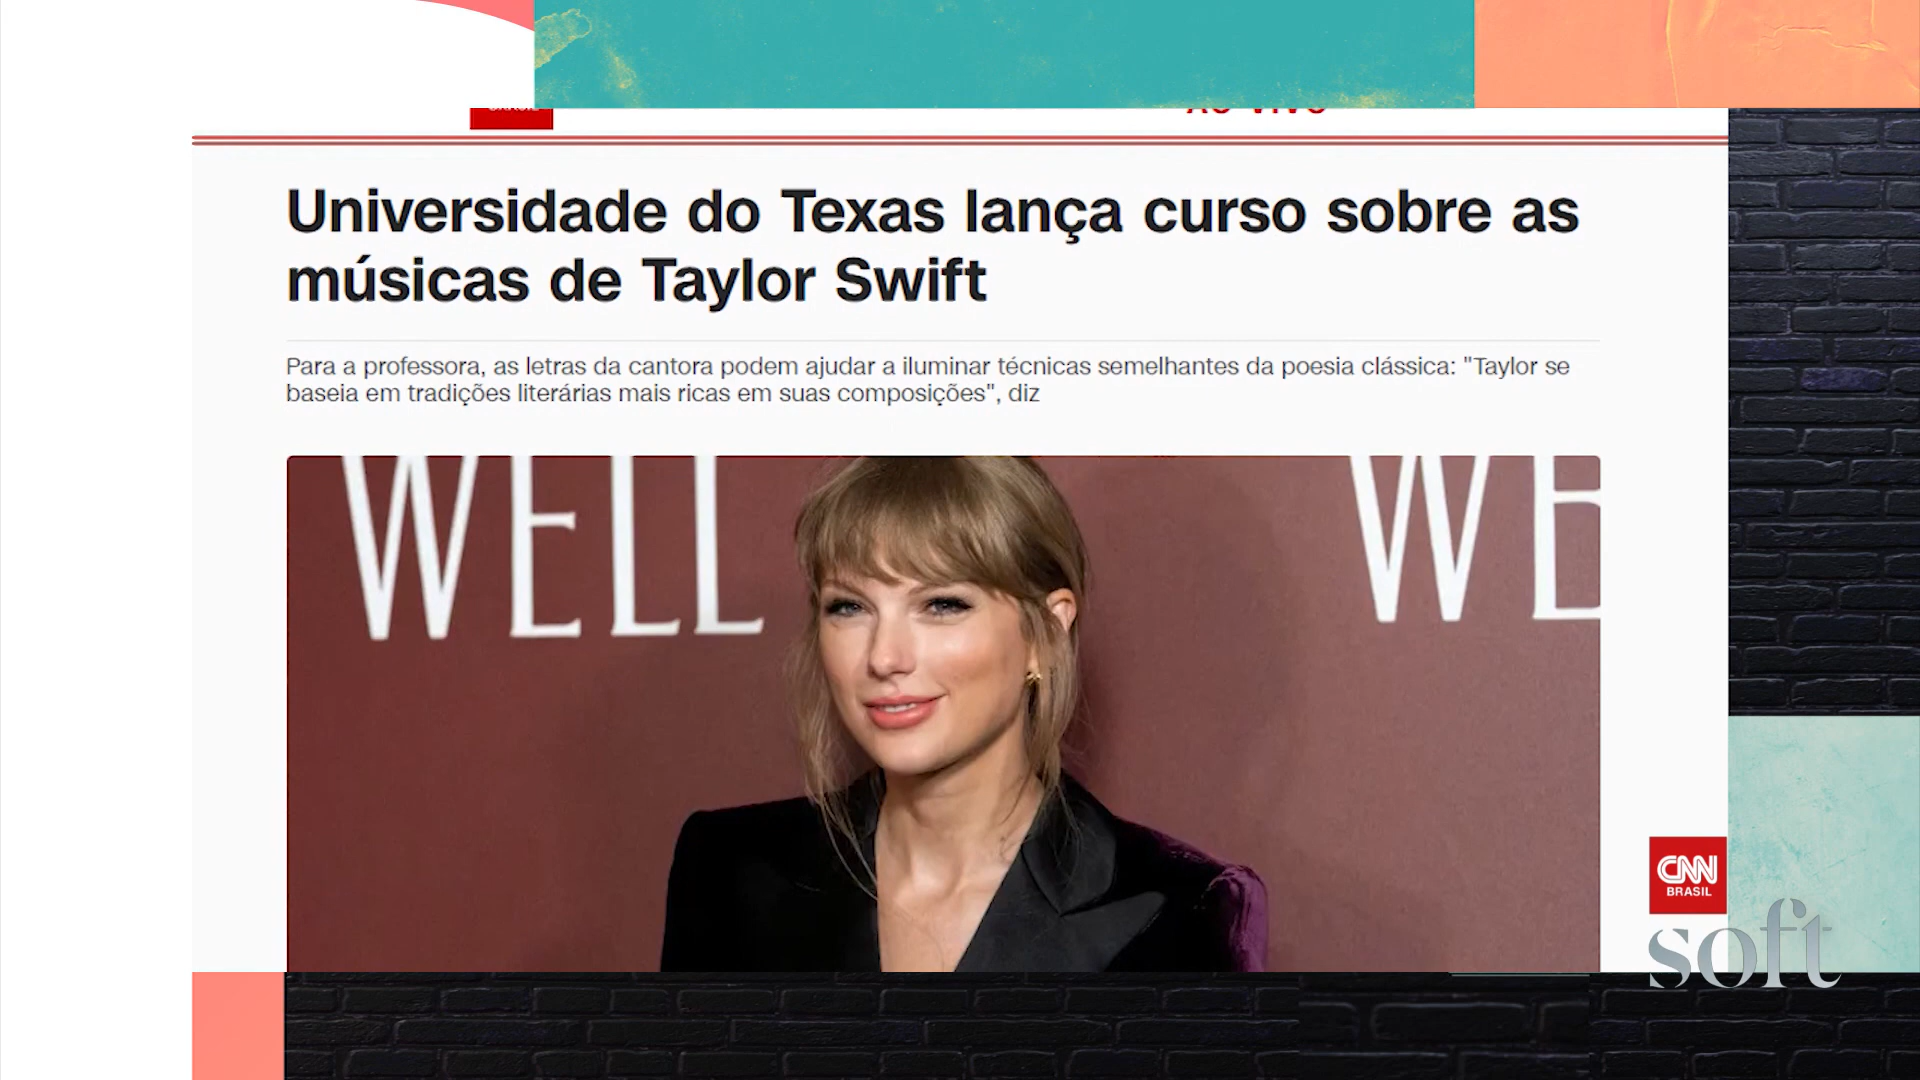 AO VIVO
Universidade do Texas lança curso sobre as
músicas de Taylor Swift
Para a professora, as letras da cantora podem ajudar a iluminar técnicas semelhantes da poesia clássica: "Taylor se
baseia em tradições literárias mais ricas em suas composições", diz
WELL
WE
CNN
BRASIL
soft